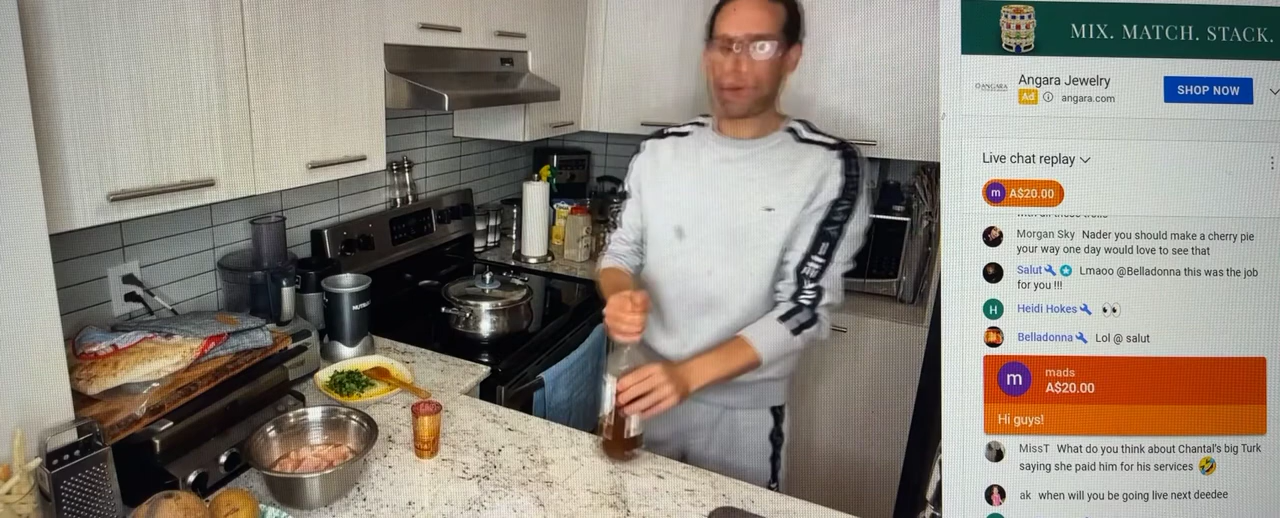 MIX. MATCH. STACK.
ANGARA
Angara Jewelry
Ad angara.com
SHOP NOW
Live chat replay
m A$20.00
Morgan Sky Nader you should make a cherry pie
your way one day would love to see that
Salut Lmaoo @Belladonna this was the job
for you !!!
H Heidi Hokes 👀
Belladonna Lol @ salut
m mads
A$20.00
Hi guys!
MissT What do you think about Chantal's big Turk
saying she paid him for his services 🤣
ak when will you be going live next deedee